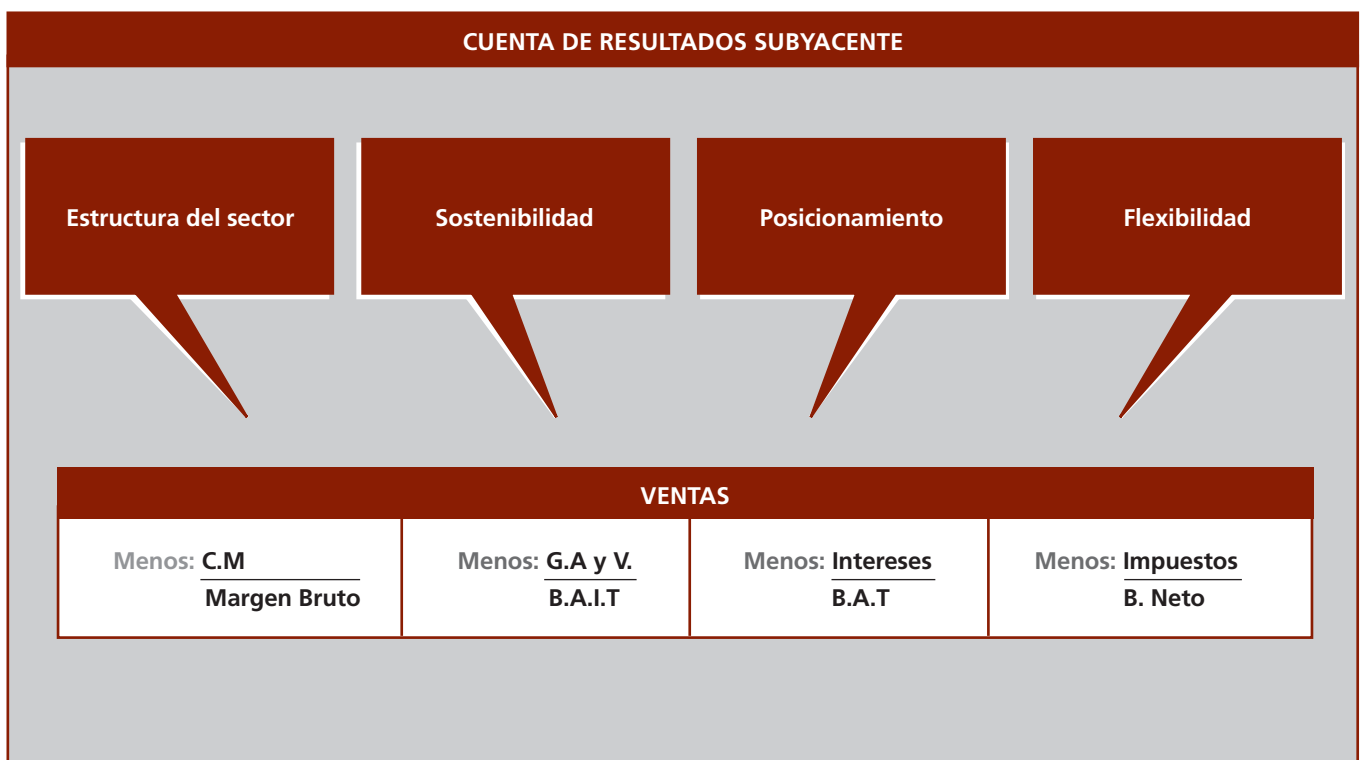 CUENTA DE RESULTADOS SUBYACENTE
Estructura del sector
Sostenibilidad
Posicionamiento
Flexibilidad
VENTAS
Menos: C.M
Margen Bruto
Menos: G.A y V.
B.A.I.T
Menos: Intereses
B.A.T
Menos: Impuestos
B. Neto